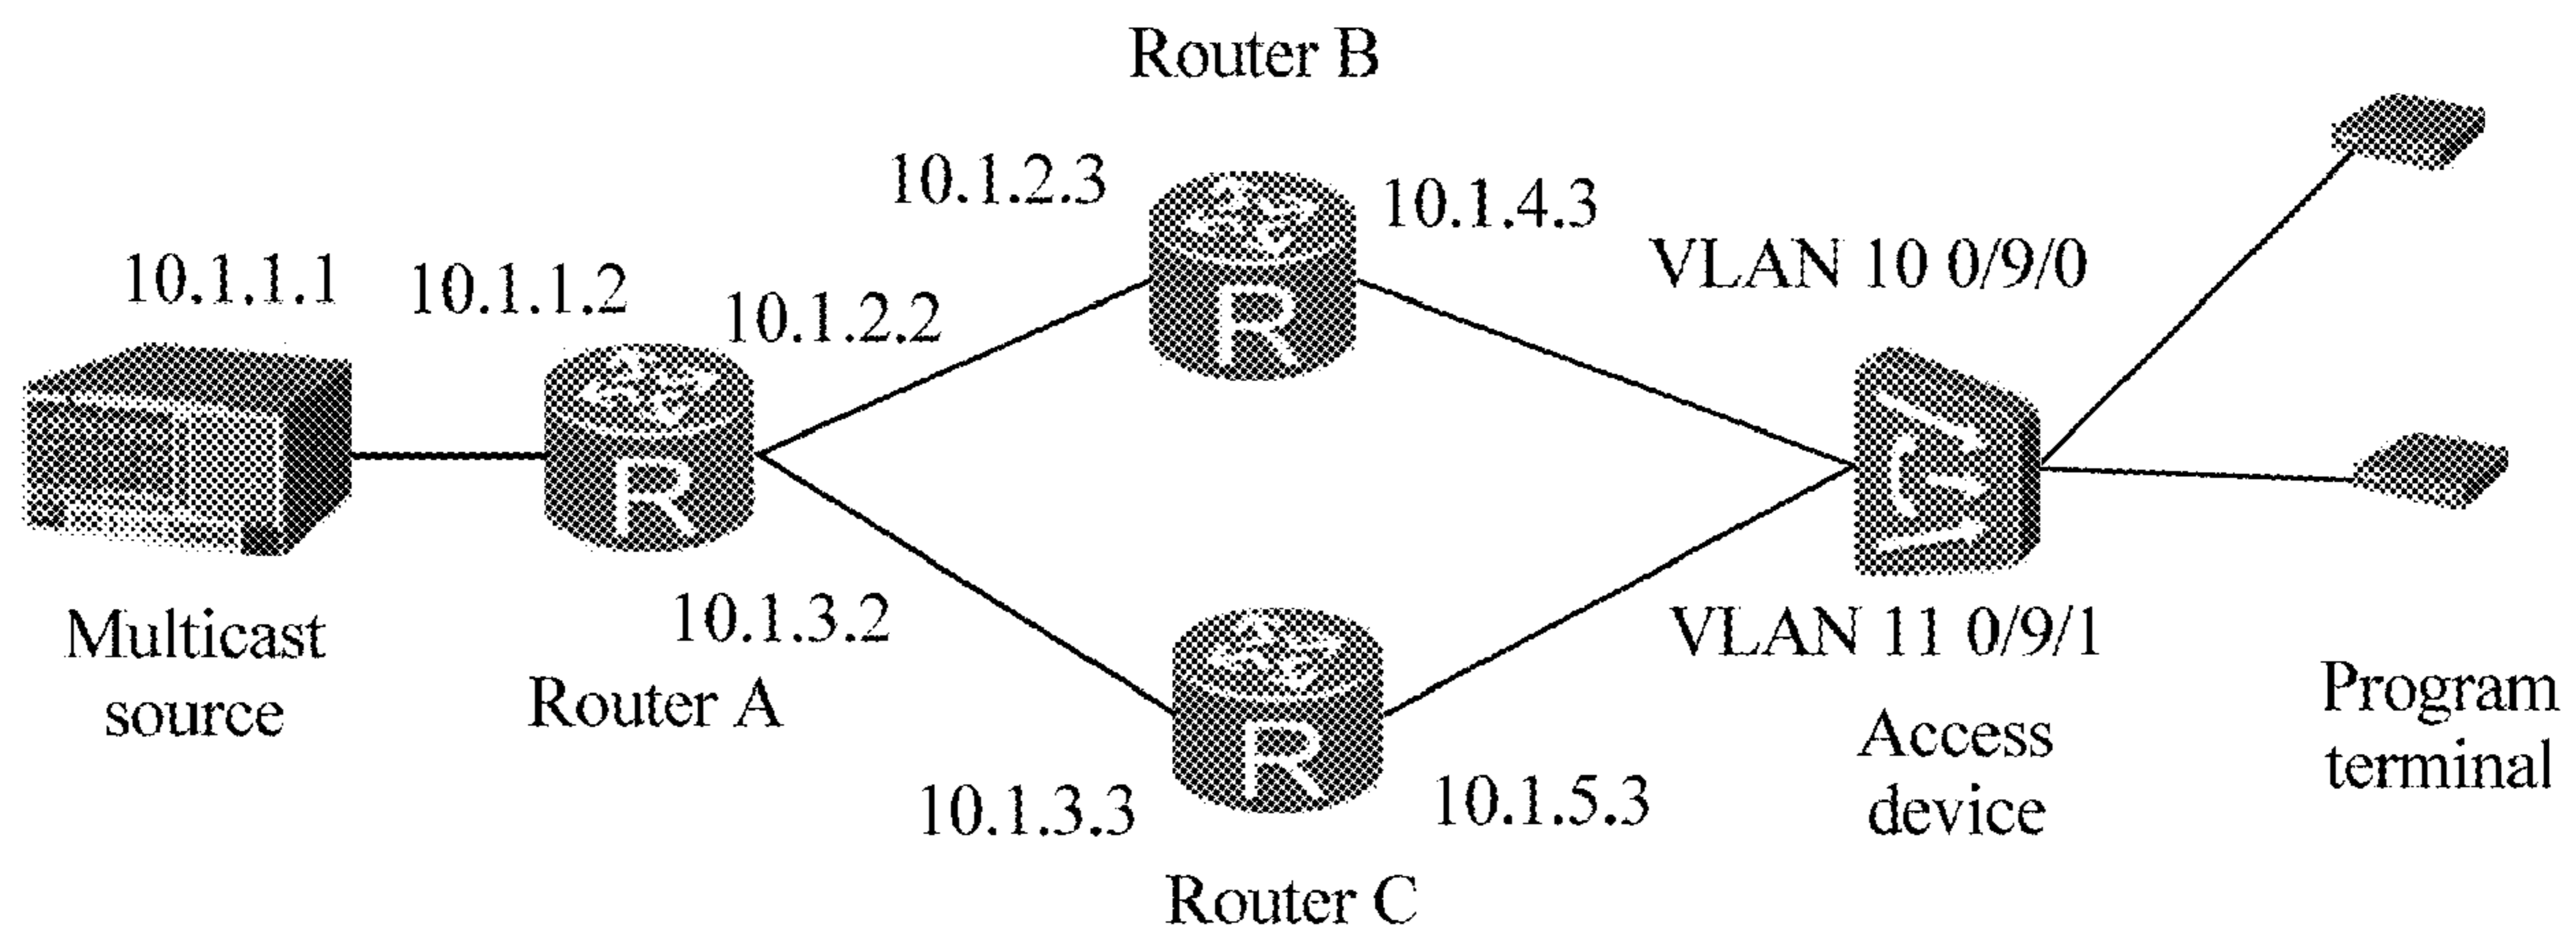 Router B
10.1.2.3
10.1.4.3
VLAN 10 0/9/0
10.1.1.1
10.1.1.2
10.1.2.2
R
R
10.1.3.2
VLAN 11 0/9/1
Multicast
source
Router A
R
Access
device
Program
terminal
10.1.3.3
10.1.5.3
Router C